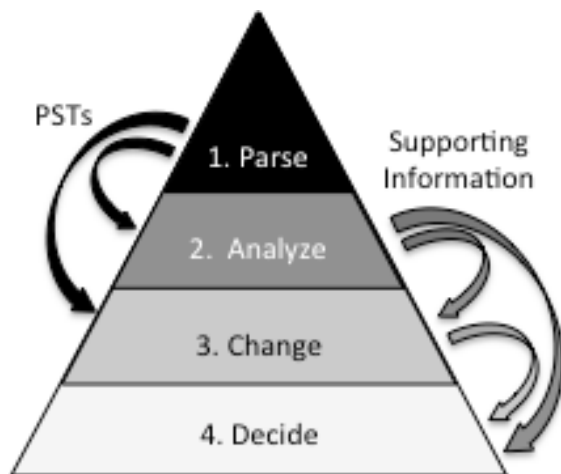 PSTs
1. Parse
Supporting
Information
2. Analyze
3. Change
4. Decide